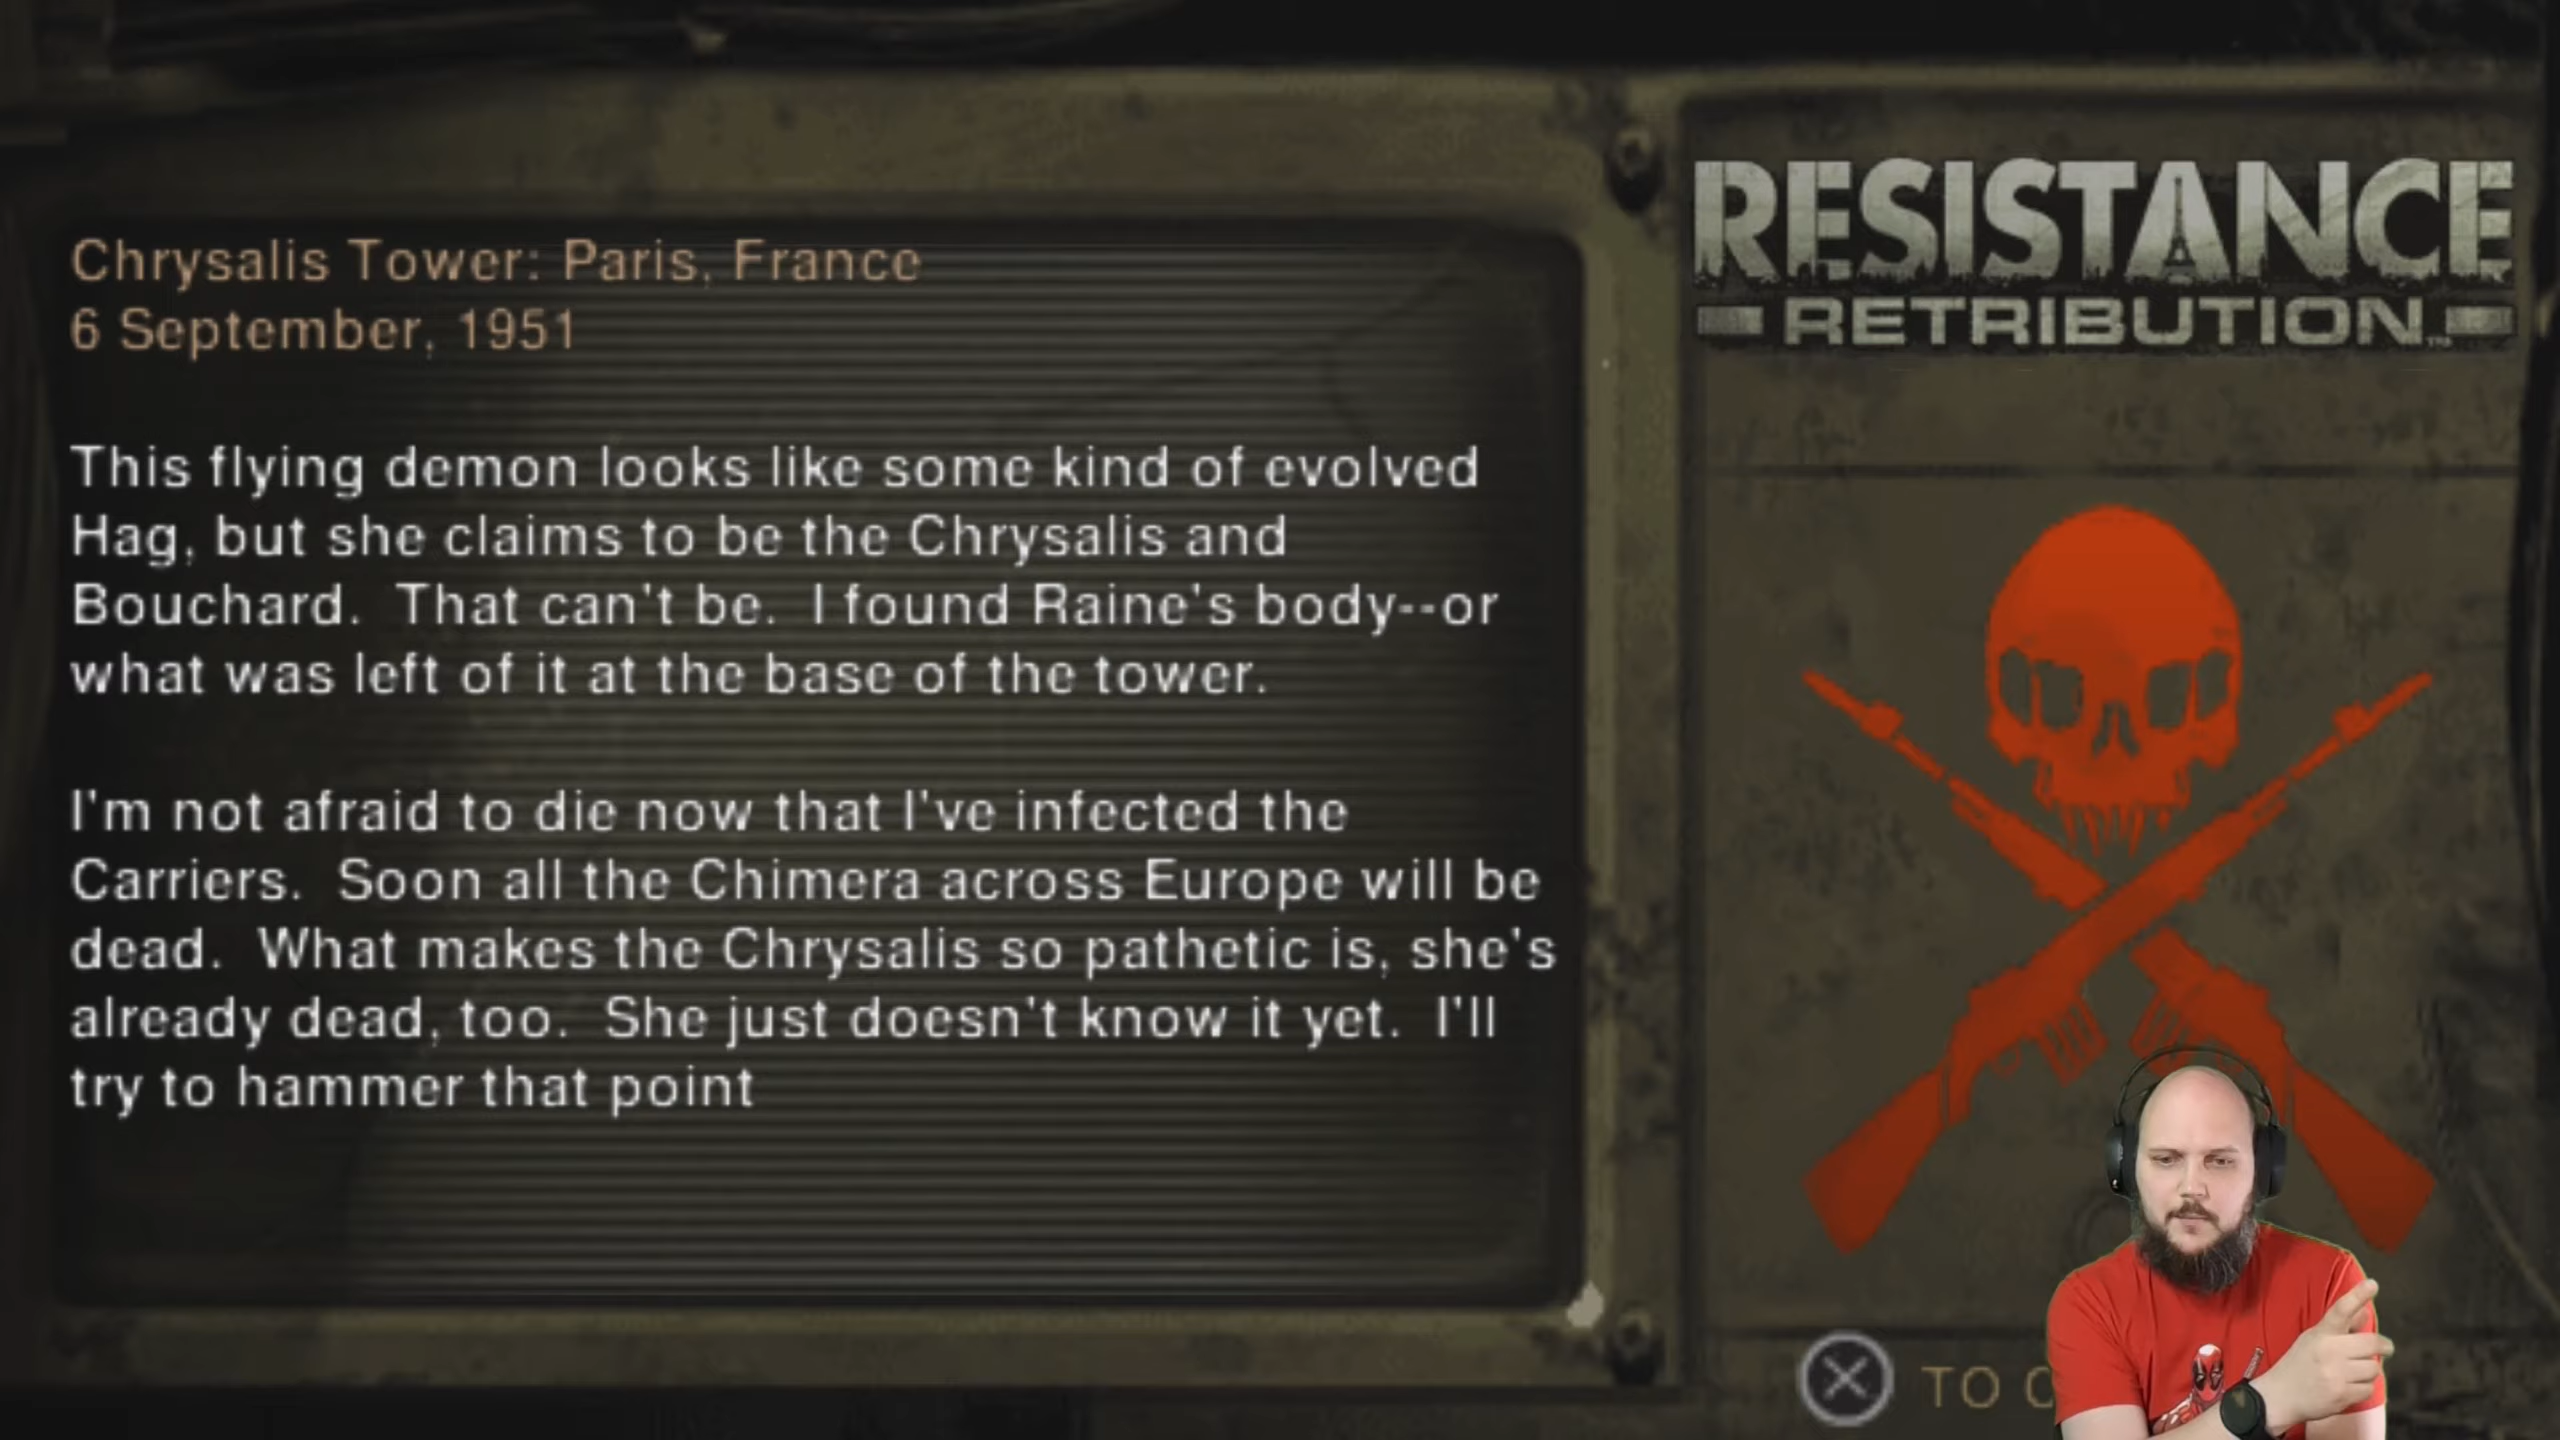 Chrysalis Tower: Paris, France
6 September, 1951
This flying demon looks like some kind of evolved
Hag, but she claims to be the Chrysalis and
Bouchard.  That can't be.  I found Raine's body--or
what was left of it at the base of the tower.
I'm not afraid to die now that I've infected the
Carriers.  Soon all the Chimera across Europe will be
dead.  What makes the Chrysalis so pathetic is, she's
already dead, too.  She just doesn't know it yet.  I'll
try to hammer that point
RESISTANCE
RETRIBUTION™
TO